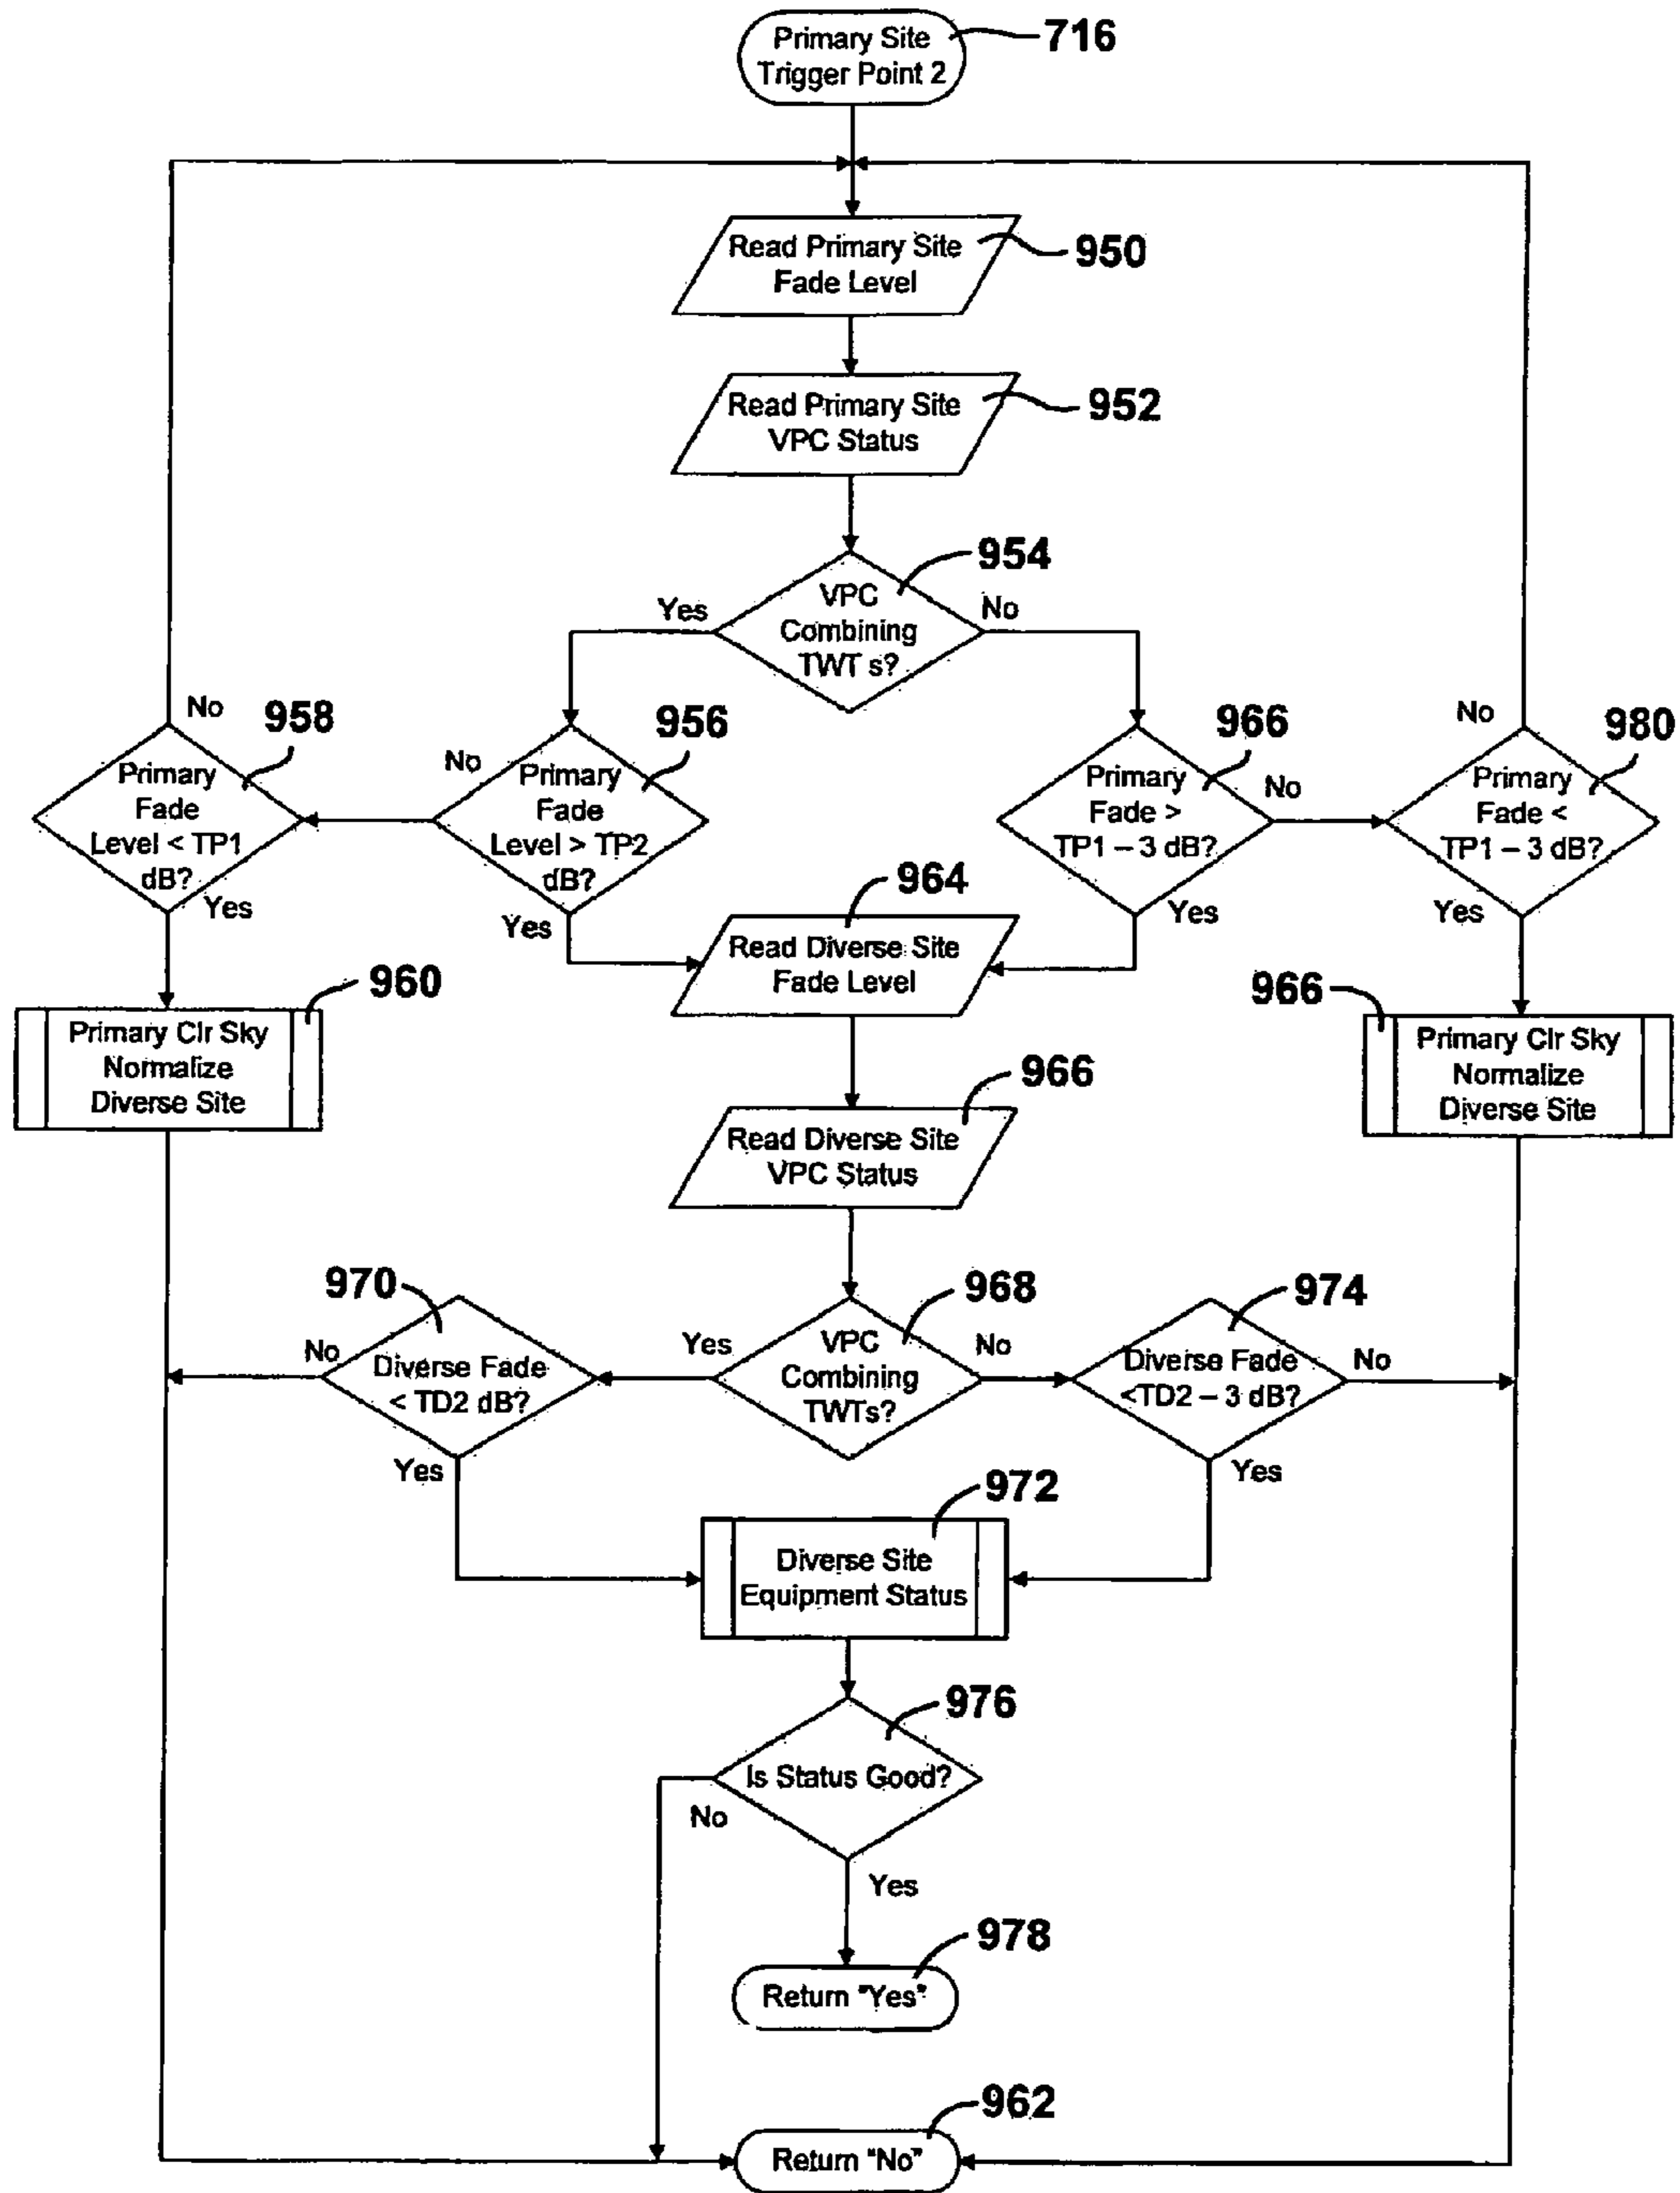 Primary Site
Trigger Point 2
716
Read Primary Site
Fade Level
950
Read Primary Site
VPC Status
952
954
VPC
Combining
TWT s?
Yes
No
958
No
Primary
Fade
Level < TP1
dB?
Yes
956
No
Primary
Fade
Level > TP2
dB?
Yes
966
Primary
Fade >
TP1 – 3 dB?
No
Yes
980
No
Primary
Fade <
TP1 – 3 dB?
Yes
964
Read Diverse Site
Fade Level
960
Primary Clr Sky
Normalize
Diverse Site
966
Primary Clr Sky
Normalize
Diverse Site
966
Read Diverse Site
VPC Status
970
No
Diverse Fade
< TD2 dB?
Yes
968
Yes
VPC
Combining
TWTs?
No
974
Diverse Fade
<TD2 – 3 dB?
No
Yes
972
Diverse Site
Equipment Status
976
Is Status Good?
No
Yes
978
Return "Yes"
962
Return "No"